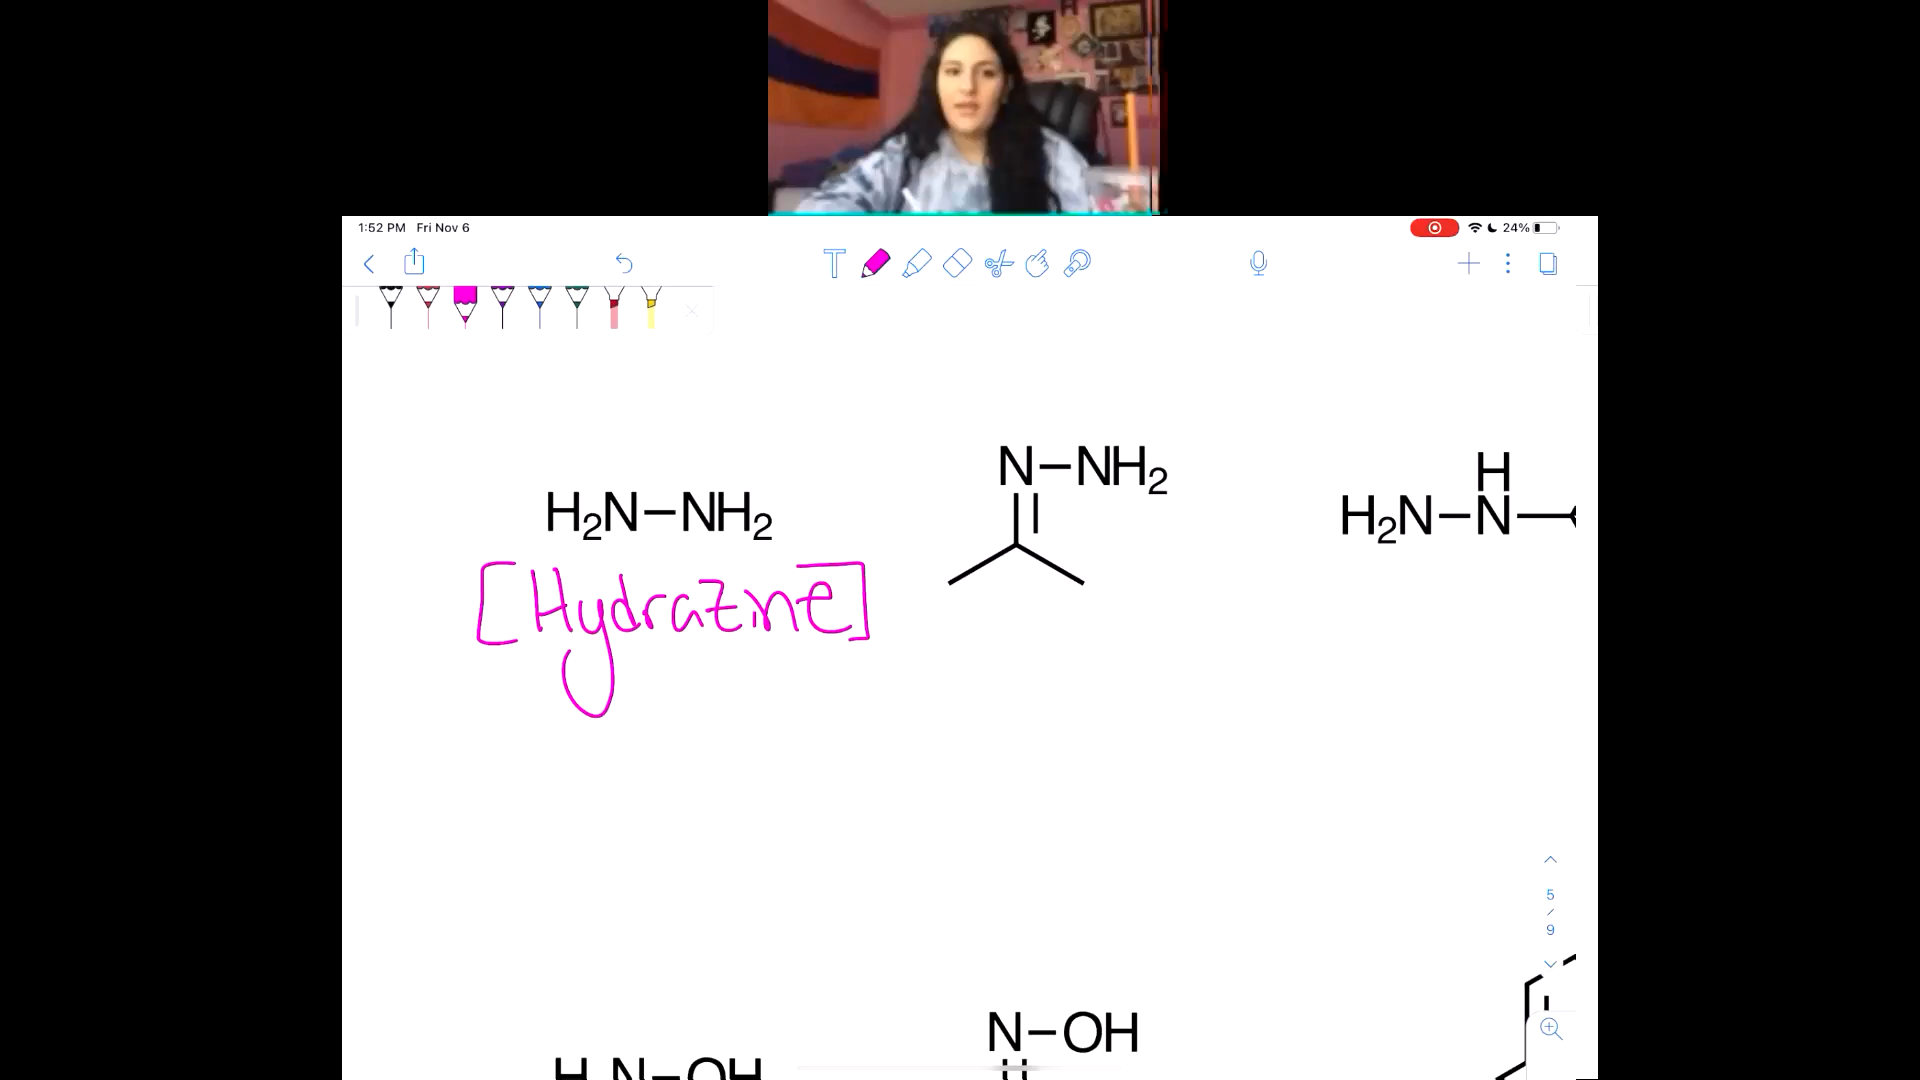 1:52 PM Fri Nov 6
24%
T
N-NH2
H
H2N-NH2
H2N-N
[Hydrazine]
5
/
9
N-OH